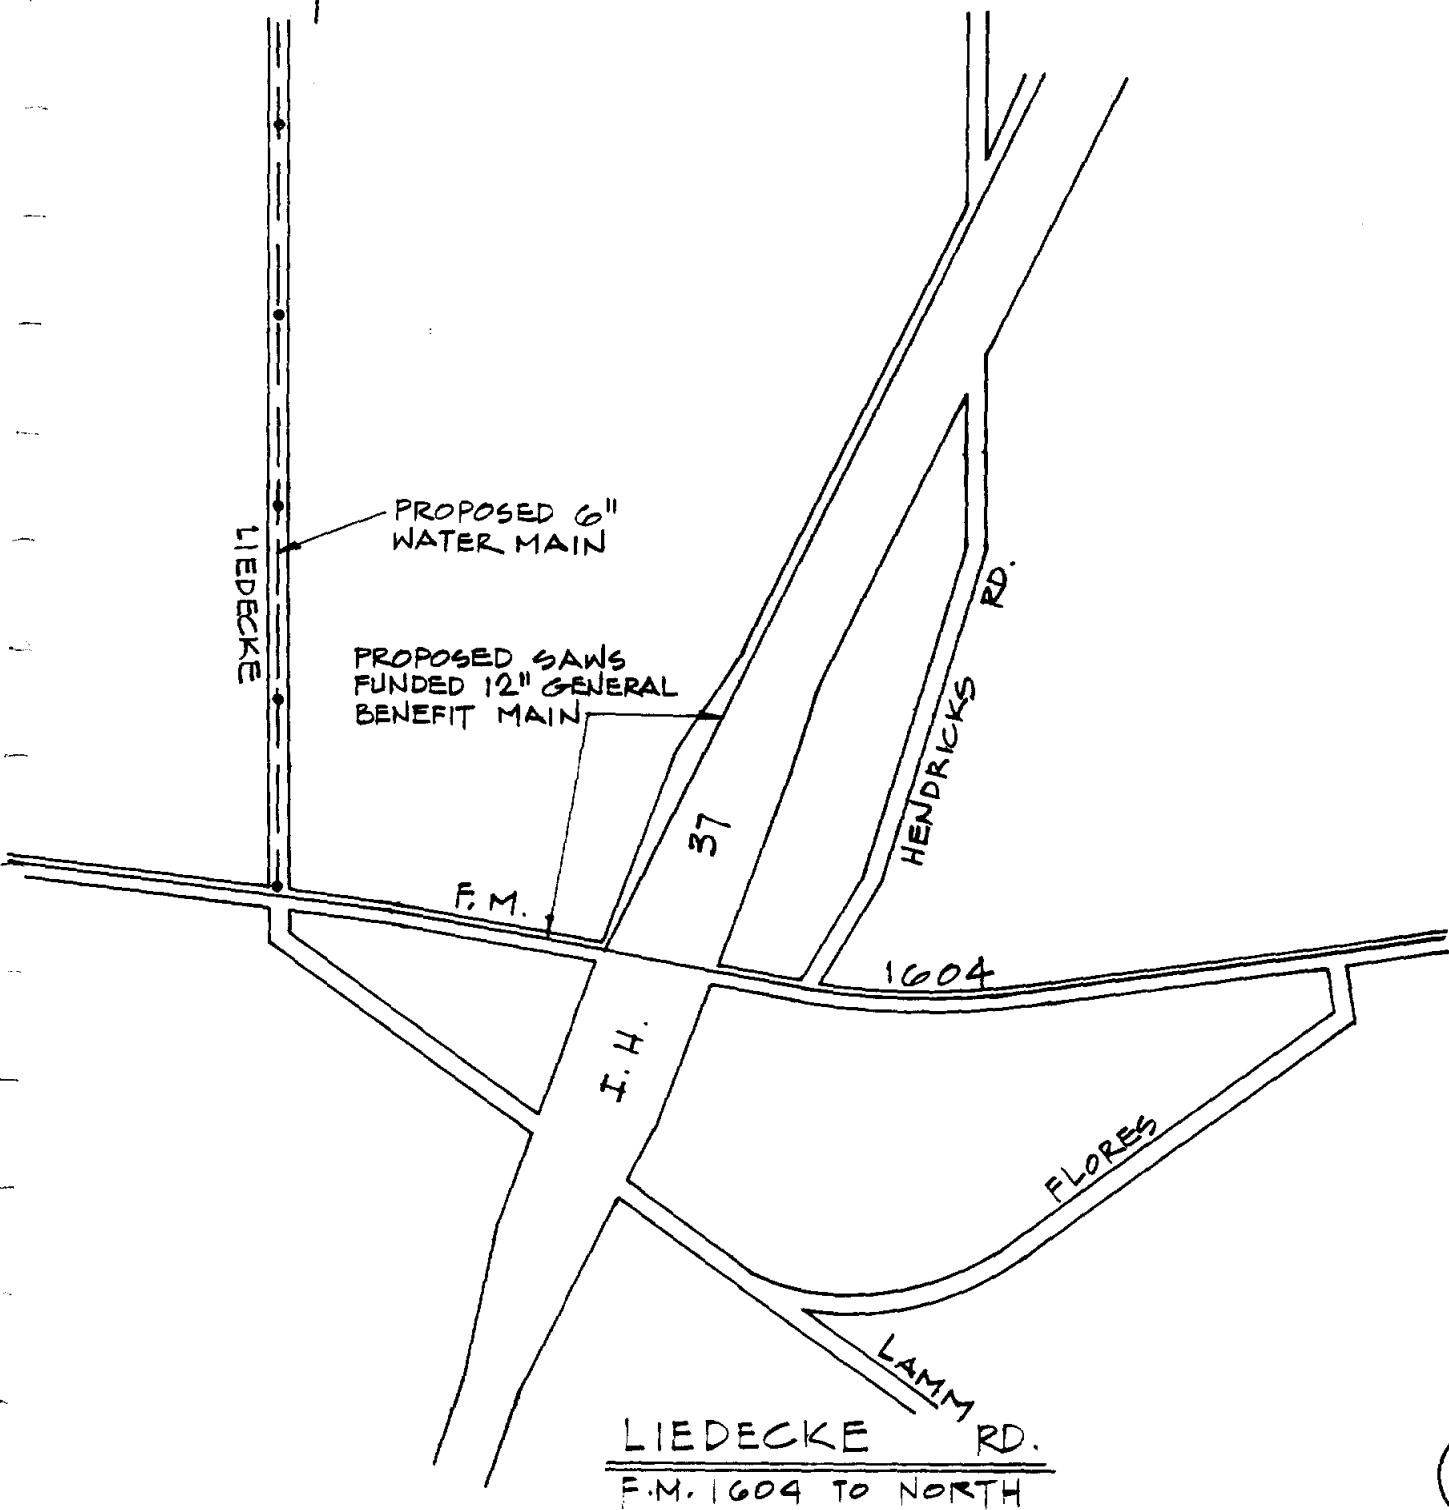 PROPOSED 6"
WATER MAIN
LIEDECKE
PROPOSED SAWS
FUNDED 12" GENERAL
BENEFIT MAIN
HENDRICKS RD.
37
F.M.
1604
I.H.
FLORES
LAMM
LIEDECKE RD.
F.M. 1604 TO NORTH